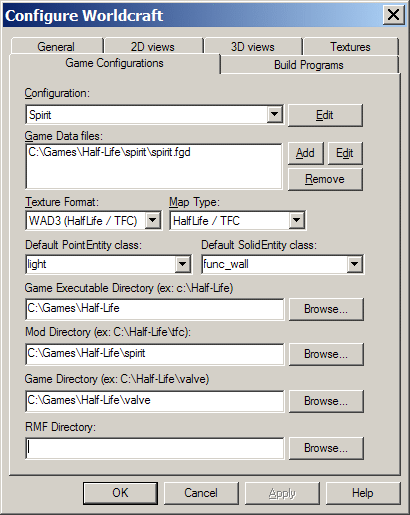 Configure Worldcraft
General 2D views 3D views Textures
Game Configurations Build Programs
Configuration:
Spirit Edit
Game Data files:
C:\Games\Half-Life\spirit\spirit.fgd
Add Edit
Remove
Texture Format: Map Type:
WAD3 (HalfLife / TFC) HalfLife / TFC
Default PointEntity class: Default SolidEntity class:
light func_wall
Game Executable Directory (ex: c:\Half-Life)
C:\Games\Half-Life Browse...
Mod Directory (ex: C:\Half-Life\tfc):
C:\Games\Half-Life\spirit Browse...
Game Directory (ex: C:\Half-Life\valve)
C:\Games\Half-Life\valve Browse...
RMF Directory:
Browse...
OK Cancel Apply Help